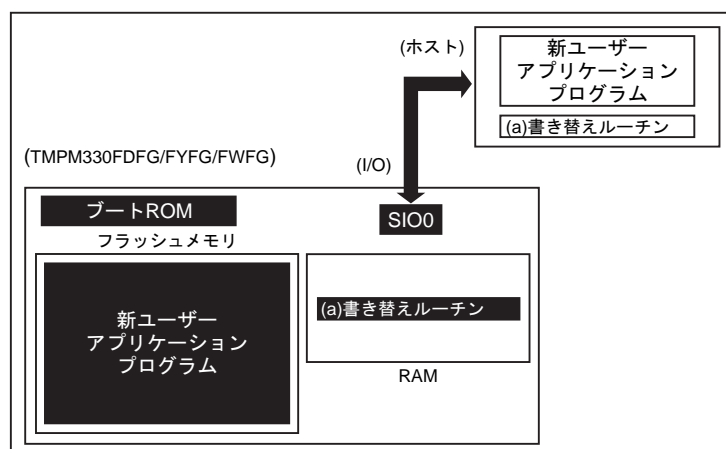 (ホスト)
新ユーザー
アプリケーション
プログラム
(a)書き替えルーチン
(TMPM330FDFG/FYFG/FWFG)
(I/O)
ブートROM
SIO0
フラッシュメモリ
新ユーザー
アプリケーション
プログラム
(a)書き替えルーチン
RAM